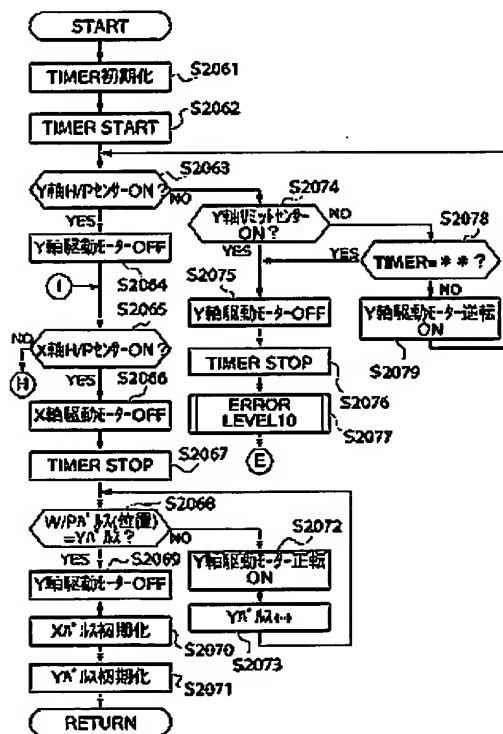 START
TIMER初期化
S2061
TIMER START
S2062
Y軸H/PセンサーON?
S2063
NO
YES
Y軸駆動モーターOFF
S2064
I
X軸H/PセンサーON?
S2065
NO
H
YES
X軸駆動モーターOFF
S2066
TIMER STOP
S2067
W/Pパルス(位置)
=Yパルス?
S2068
NO
YES
Y軸駆動モーターOFF
S2069
Xパルス初期化
S2070
Yパルス初期化
S2071
RETURN
Y軸駆動モーター正転
ON
S2072
Yパルス++
S2073
Y軸リミットセンサー
ON?
S2074
NO
YES
Y軸駆動モーターOFF
S2075
TIMER STOP
S2076
ERROR
LEVEL10
S2077
E
TIMER=**?
S2078
YES
NO
Y軸駆動モーター逆転
ON
S2079